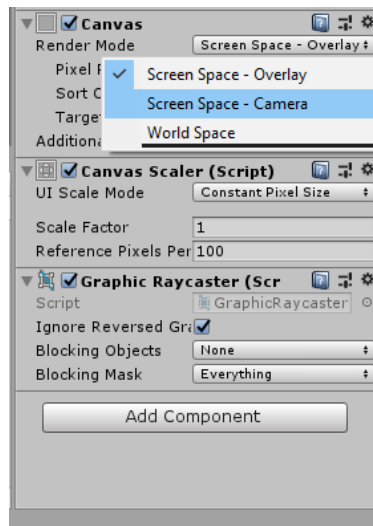 Canvas
Render Mode Screen Space - Overlay
Pixel P
Screen Space - Overlay
Sort O
Screen Space - Camera
Targe
World Space
Additiona
Canvas Scaler (Script)
UI Scale Mode Constant Pixel Size
Scale Factor 1
Reference Pixels Per 100
Graphic Raycaster (Scr
Script GraphicRaycaster
Ignore Reversed Gra
Blocking Objects None
Blocking Mask Everything
Add Component